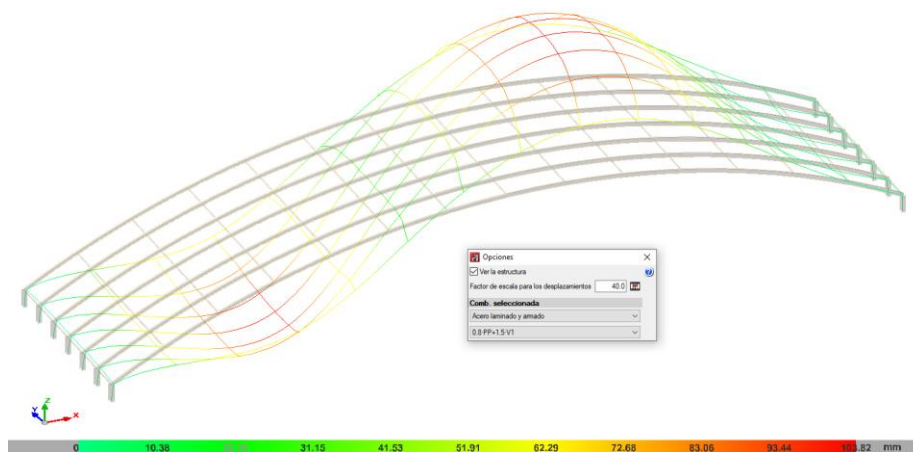 Opciones
Ver la estructura
Factor de escala para los desplazamientos 40.0
Comb. seleccionada
Acero laminado y armado
0.8·PP+1.5·V1
Z
Y
X
0 10.38 31.15 41.53 51.91 62.29 72.68 83.06 93.44 103.82 mm